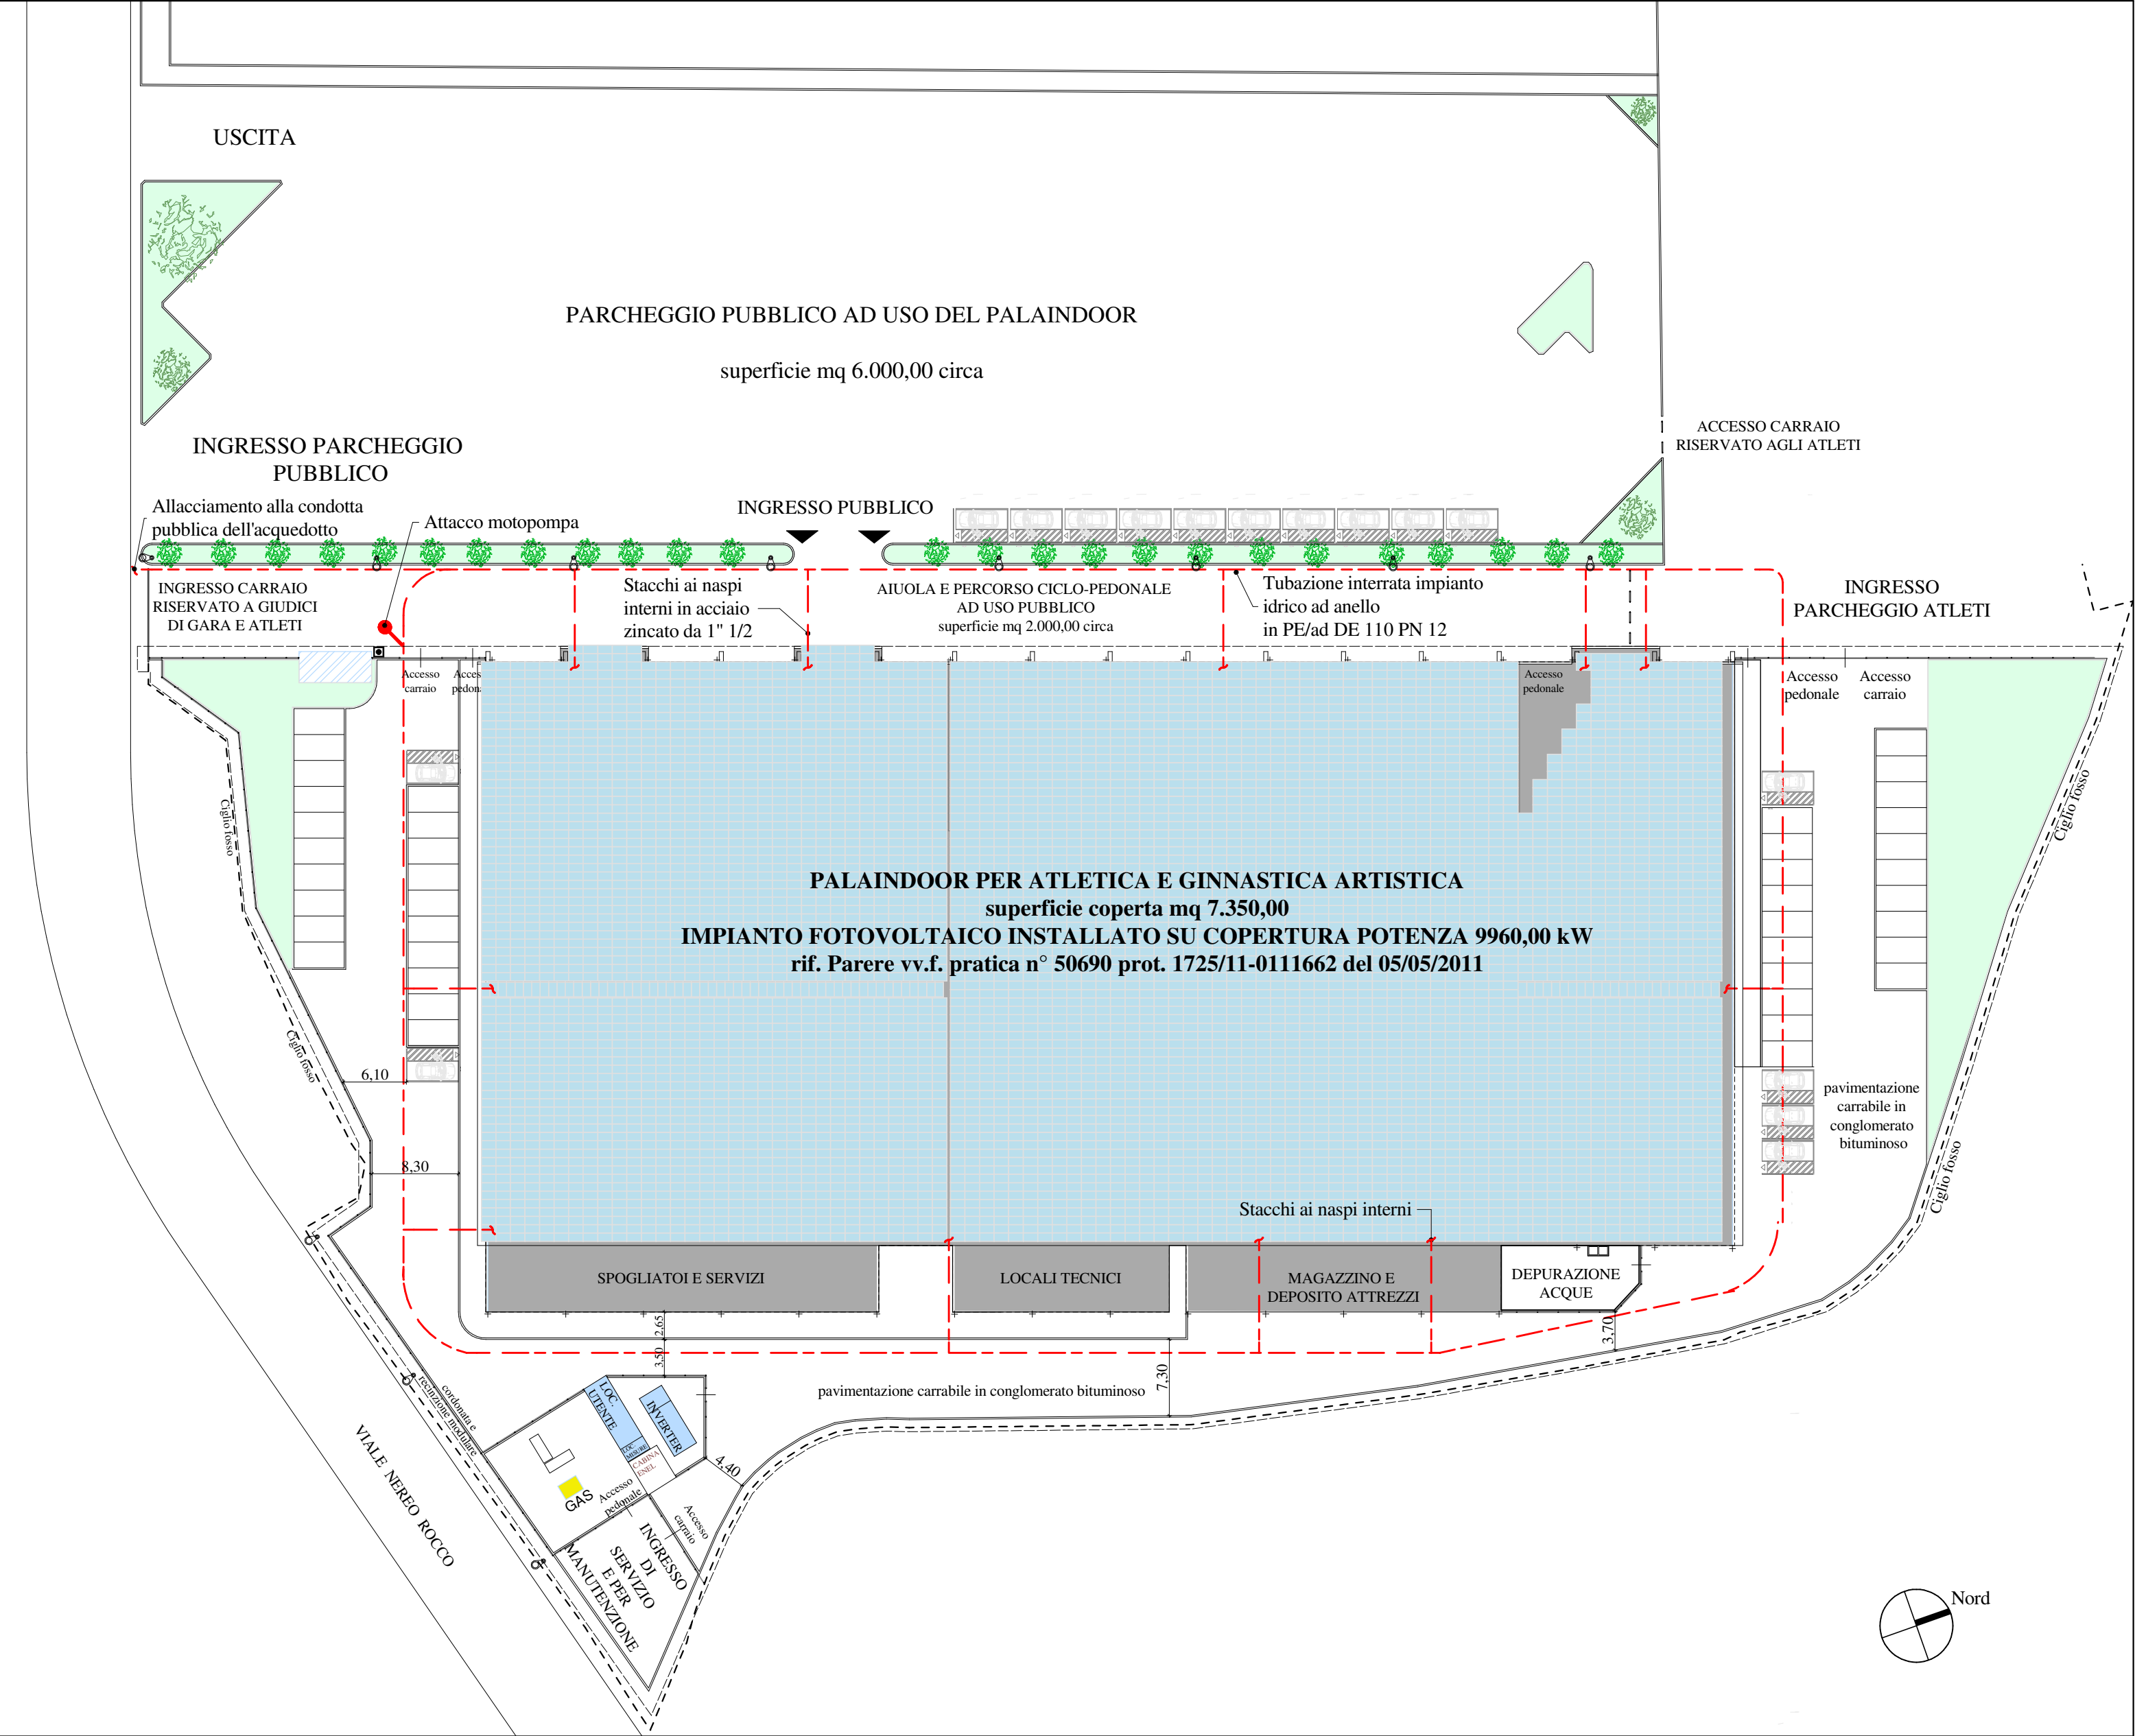 USCITA
PARCHEGGIO PUBBLICO AD USO DEL PALAINDOOR
superficie mq 6.000,00 circa
INGRESSO PARCHEGGIO
PUBBLICO
ACCESSO CARRAIO
RISERVATO AGLI ATLETI
Allacciamento alla condotta
pubblica dell'acquedotto
Attacco motopompa
INGRESSO PUBBLICO
INGRESSO CARRAIO
RISERVATO A GIUDICI
DI GARA E ATLETI
Stacchi ai naspi
interni in acciaio
zincato da 1" 1/2
AIUOLA E PERCORSO CICLO-PEDONALE
AD USO PUBBLICO
superficie mq 2.000,00 circa
Tubazione interrata impianto
idrico ad anello
in PE/ad DE 110 PN 12
INGRESSO
PARCHEGGIO ATLETI
Accesso
carraio
Acces
pedon
Accesso
pedonale
Accesso
pedonale
Accesso
carraio
Ciglio fosso
Ciglio fosso
PALAINDOOR PER ATLETICA E GINNASTICA ARTISTICA
superficie coperta mq 7.350,00
IMPIANTO FOTOVOLTAICO INSTALLATO SU COPERTURA POTENZA 9960,00 kW
rif. Parere vv.f. pratica n° 50690 prot. 1725/11-0111662 del 05/05/2011
Ciglio fosso
6,10
8,30
pavimentazione
carrabile in
conglomerato
bituminoso
Ciglio fosso
Stacchi ai naspi interni
SPOGLIATOI E SERVIZI
LOCALI TECNICI
MAGAZZINO E
DEPOSITO ATTREZZI
DEPURAZIONE
ACQUE
2,65
3,50
3,70
7,30
pavimentazione carrabile in conglomerato bituminoso
cordonata e
recinzione modulare
LOC.
UTENTE
INVERTER
LOC.
MISURE
CABINA
ENEL
4,40
GAS
Accesso
pedonale
Accesso
carraio
INGRESSO
DI
SERVIZIO
E PER
MANUTENZIONE
VIALE NEREO ROCCO
Nord